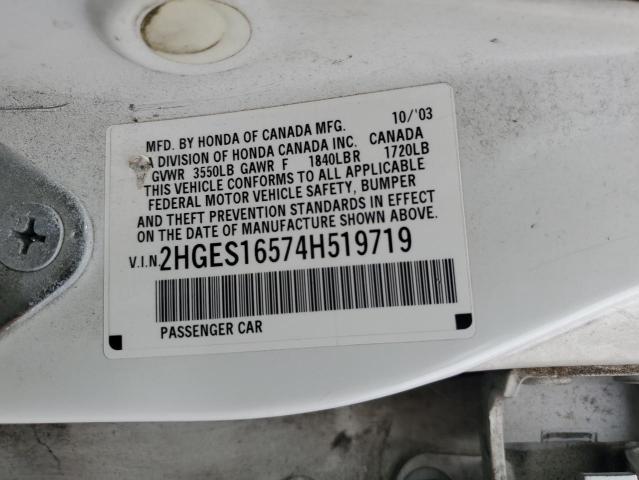 10/'03
MFD. BY HONDA OF CANADA MFG.
A DIVISION OF HONDA CANADA INC. CANADA
GVWR 3550LB GAWR F 1840LBR 1720LB
THIS VEHICLE CONFORMS TO ALL APPLICABLE
FEDERAL MOTOR VEHICLE SAFETY, BUMPER
AND THEFT PREVENTION STANDARDS IN EFFECT
ON THE DATE OF MANUFACTURE SHOWN ABOVE.
V.I.N. 2HGES16574H519719
PASSENGER CAR